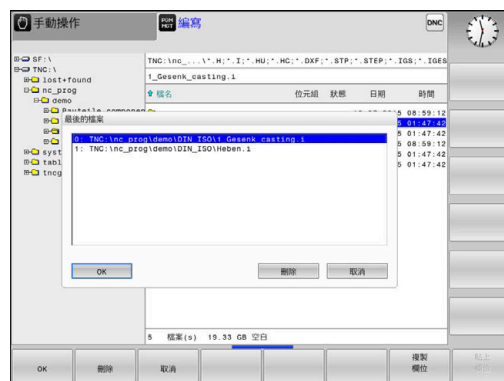 手動操作
PGM MGT 編寫
DNC
SF:\
TNC:\
lost+found
nc_prog
demo
TNC:\nc_...\*.H;*.I;*.HU;*.HC;*.DXF;*.STP;*.STEP;*.IGS;*.IGES
1_Gesenk_casting.i
檔名 位元組 狀態 日期 時間
08:59:12
01:47:42
01:47:42
08:59:12
01:47:42
01:47:42
最後的檔案
0: TNC:\nc_prog\demo\DIN_ISO\1_Gesenk_casting.i
1: TNC:\nc_prog\demo\DIN_ISO\Heben.i
OK 刪除 取消
5 檔案(s) 19.33 GB 空白
OK 刪除 取消 複製欄位